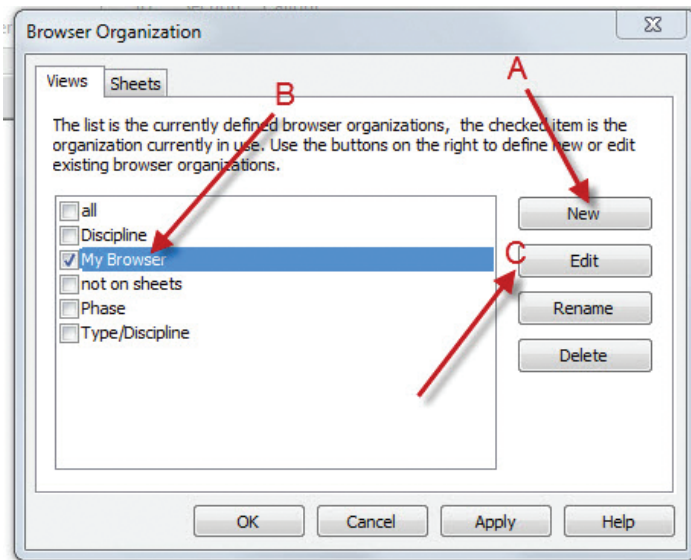 Browser Organization
Views Sheets
A
B
The list is the currently defined browser organizations, the checked item is the
organization currently in use. Use the buttons on the right to define new or edit
existing browser organizations.
all
Discipline
My Browser
not on sheets
Phase
Type/Discipline
New
C
Edit
Rename
Delete
OK Cancel Apply Help